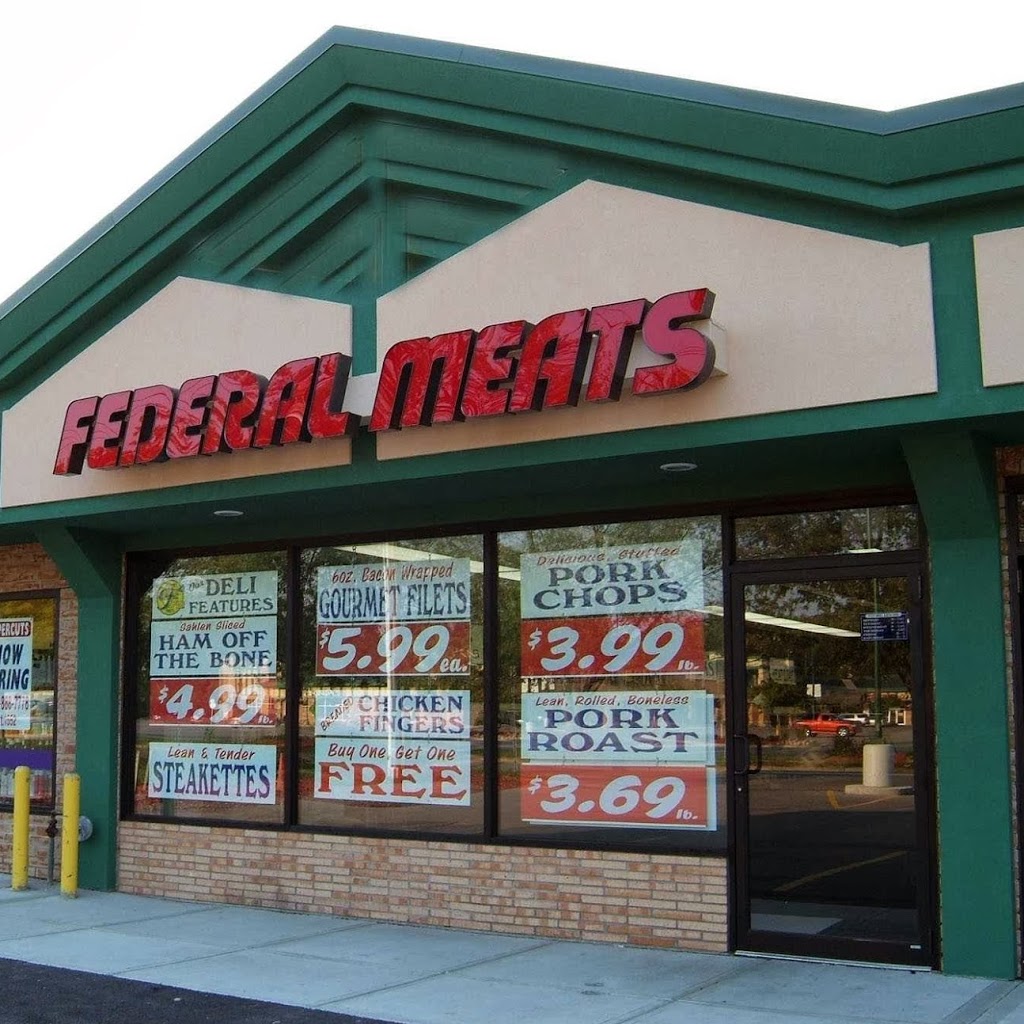 FEDERAL MEATS
Our DELI
FEATURES
Sahlen Sliced
HAM OFF
THE BONE
$4.99 lb.
Lean & Tender
STEAKETTES
6oz. Bacon Wrapped
GOURMET FILETS
$5.99 ea.
BREADED CHICKEN
FINGERS
Buy One, Get One
FREE
Delicious, Stuffed
PORK
CHOPS
$3.99 lb.
Lean, Rolled, Boneless
PORK
ROAST
$3.69 lb.